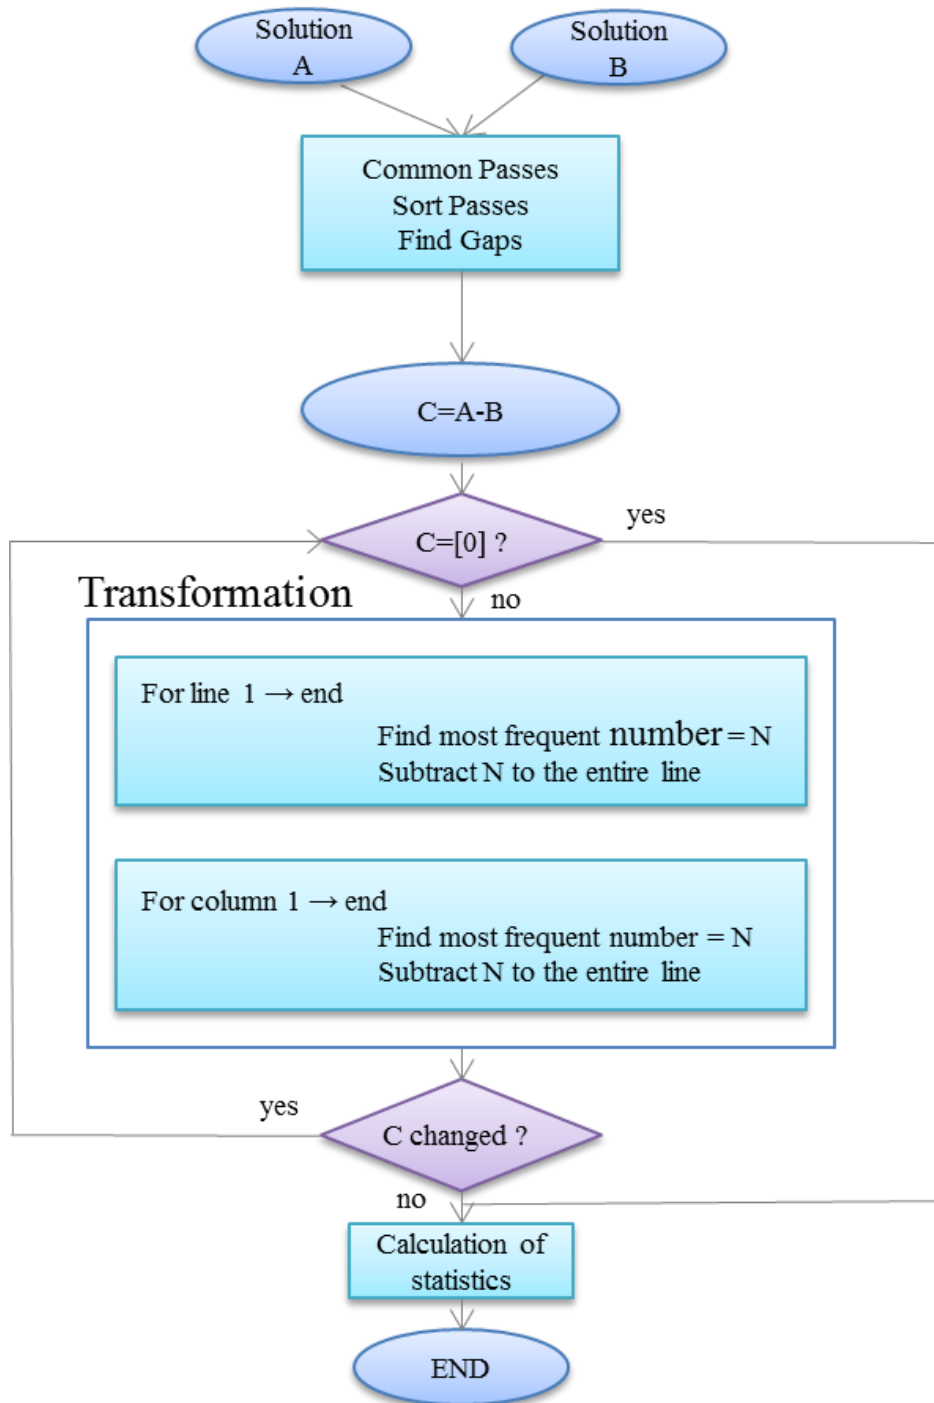 Solution
A
Solution
B
Common Passes
Sort Passes
Find Gaps
C=A-B
C=[0] ?
yes
no
Transformation
For line 1 → end
Find most frequent number = N
Subtract N to the entire line
For column 1 → end
Find most frequent number = N
Subtract N to the entire line
yes
C changed ?
no
Calculation of
statistics
END